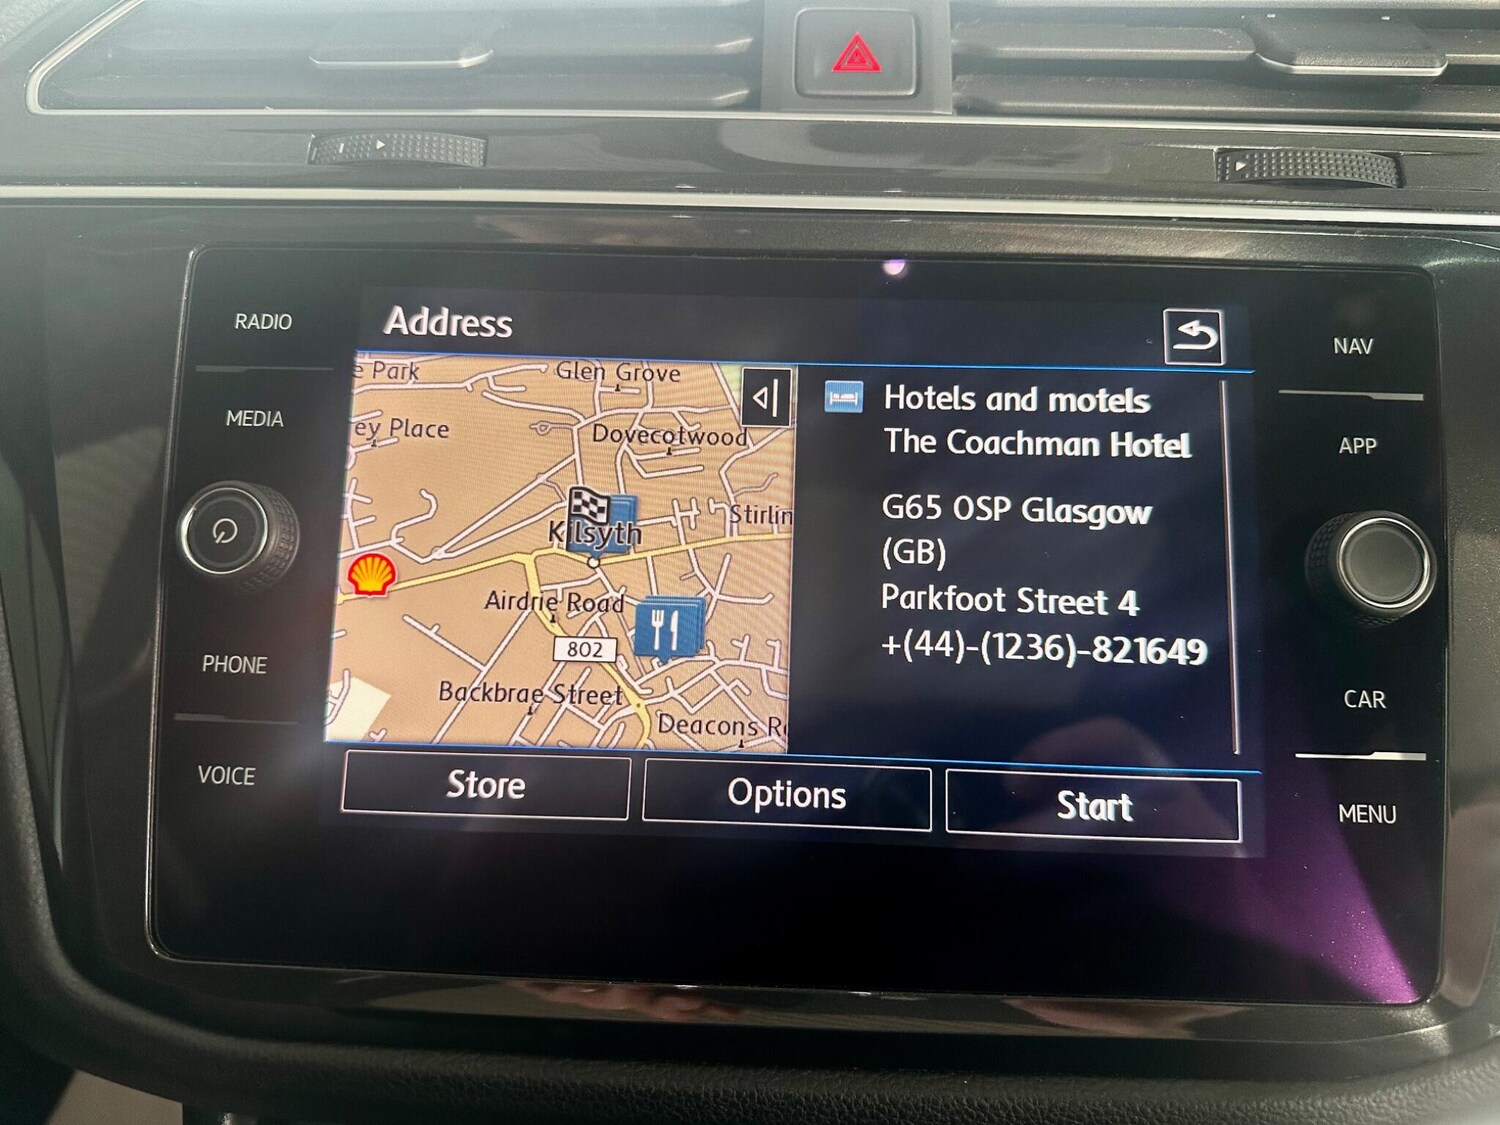 RADIO
MEDIA
PHONE
VOICE
Address
e Park
Glen Grove
ey Place
Dovecotwood
Stirlin
Kilsyth
Airdrie Road
802
Backbrae Street
Deacons R
Hotels and motels
The Coachman Hotel
G65 0SP Glasgow
(GB)
Parkfoot Street 4
+(44)-(1236)-821649
Store
Options
Start
NAV
APP
CAR
MENU